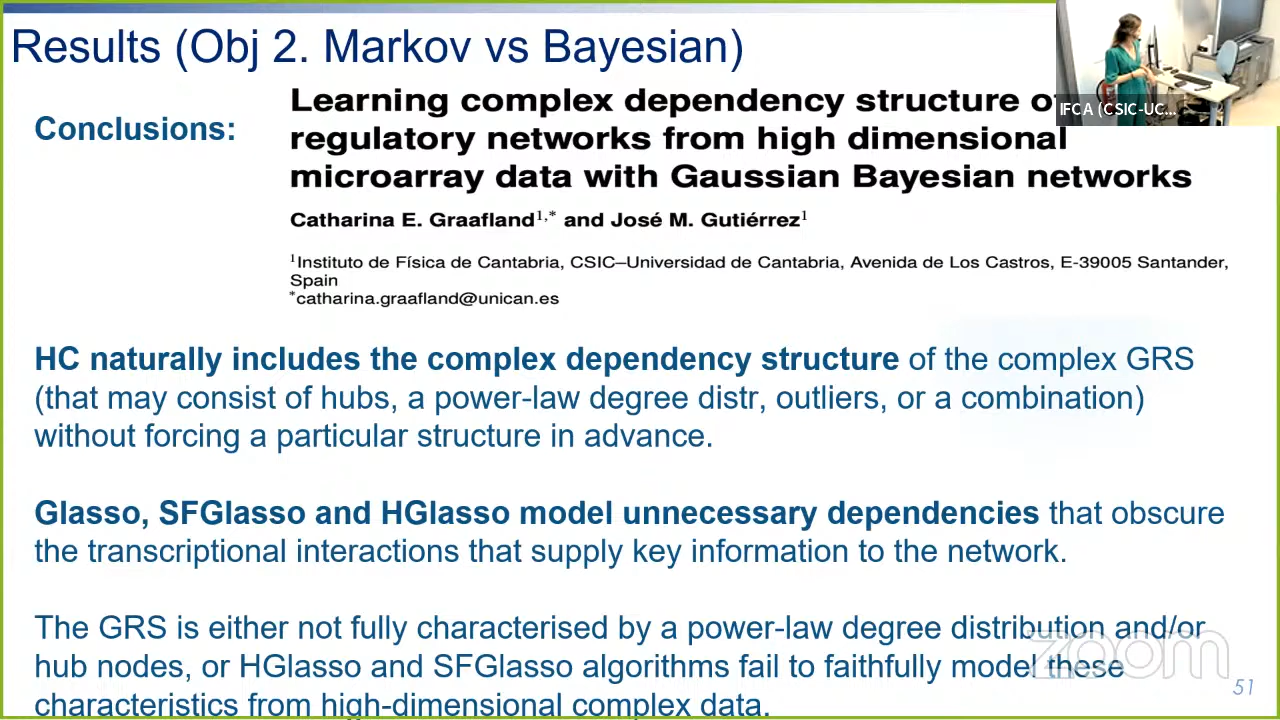 Results (Obj 2. Markov vs Bayesian)
IFCA (CSIC-UC...
Conclusions:
Learning complex dependency structure
regulatory networks from high dimensional
microarray data with Gaussian Bayesian networks
Catharina E. Graafland1,* and José M. Gutiérrez1
1Instituto de Física de Cantabria, CSIC–Universidad de Cantabria, Avenida de Los Castros, E-39005 Santander,
Spain
*catharina.graafland@unican.es
HC naturally includes the complex dependency structure of the complex GRS
(that may consist of hubs, a power-law degree distr, outliers, or a combination)
without forcing a particular structure in advance.
Glasso, SFGlasso and HGlasso model unnecessary dependencies that obscure
the transcriptional interactions that supply key information to the network.
The GRS is either not fully characterised by a power-law degree distribution and/or
hub nodes, or HGlasso and SFGlasso algorithms fail to faithfully model these
characteristics from high-dimensional complex data.
zoom
51